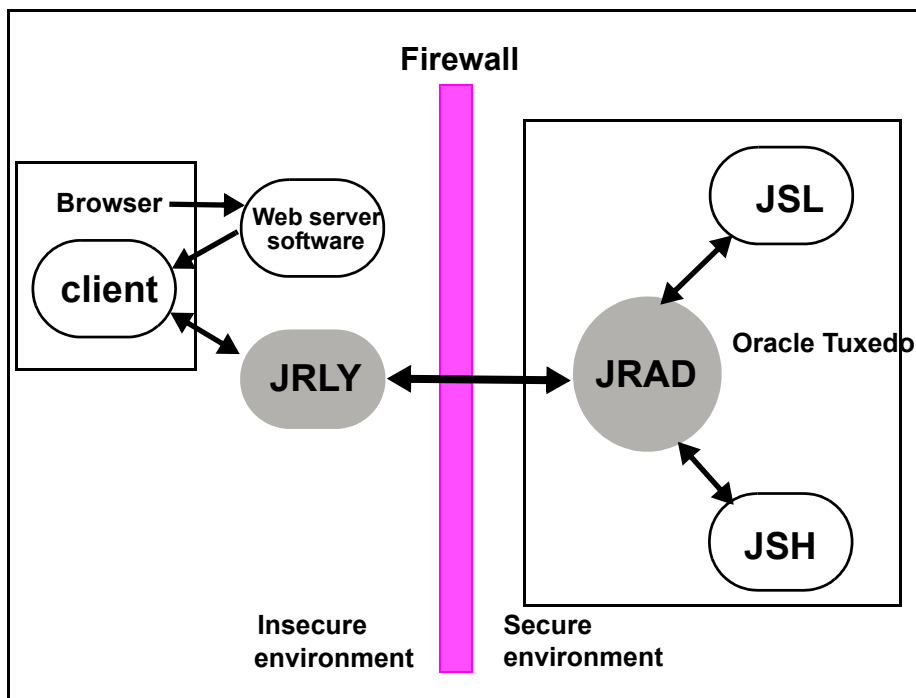 Firewall
Browser
Web server
software
client
JRLY
JSL
JRAD
Oracle Tuxedo
JSH
Insecure
environment
Secure
environment